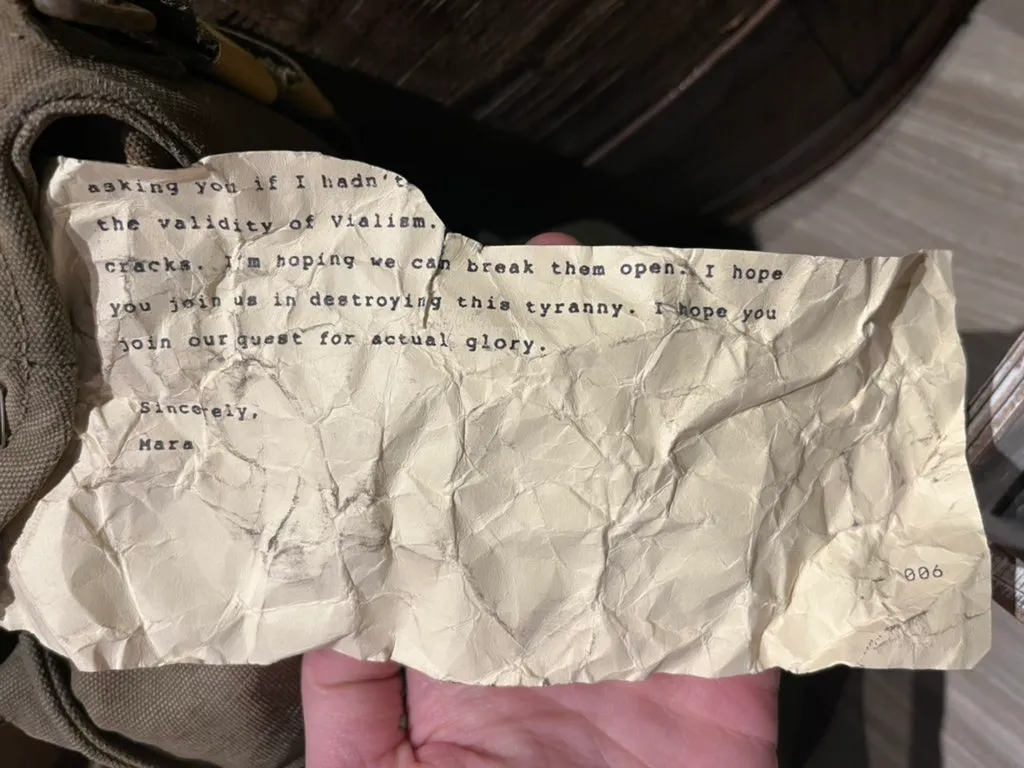 asking you if I hadn't
the validity of Vialism.
cracks. I'm hoping we can break them open. I hope
you join us in destroying this tyranny. I hope you
join our quest for actual glory.
Sincerely,
Mara
006